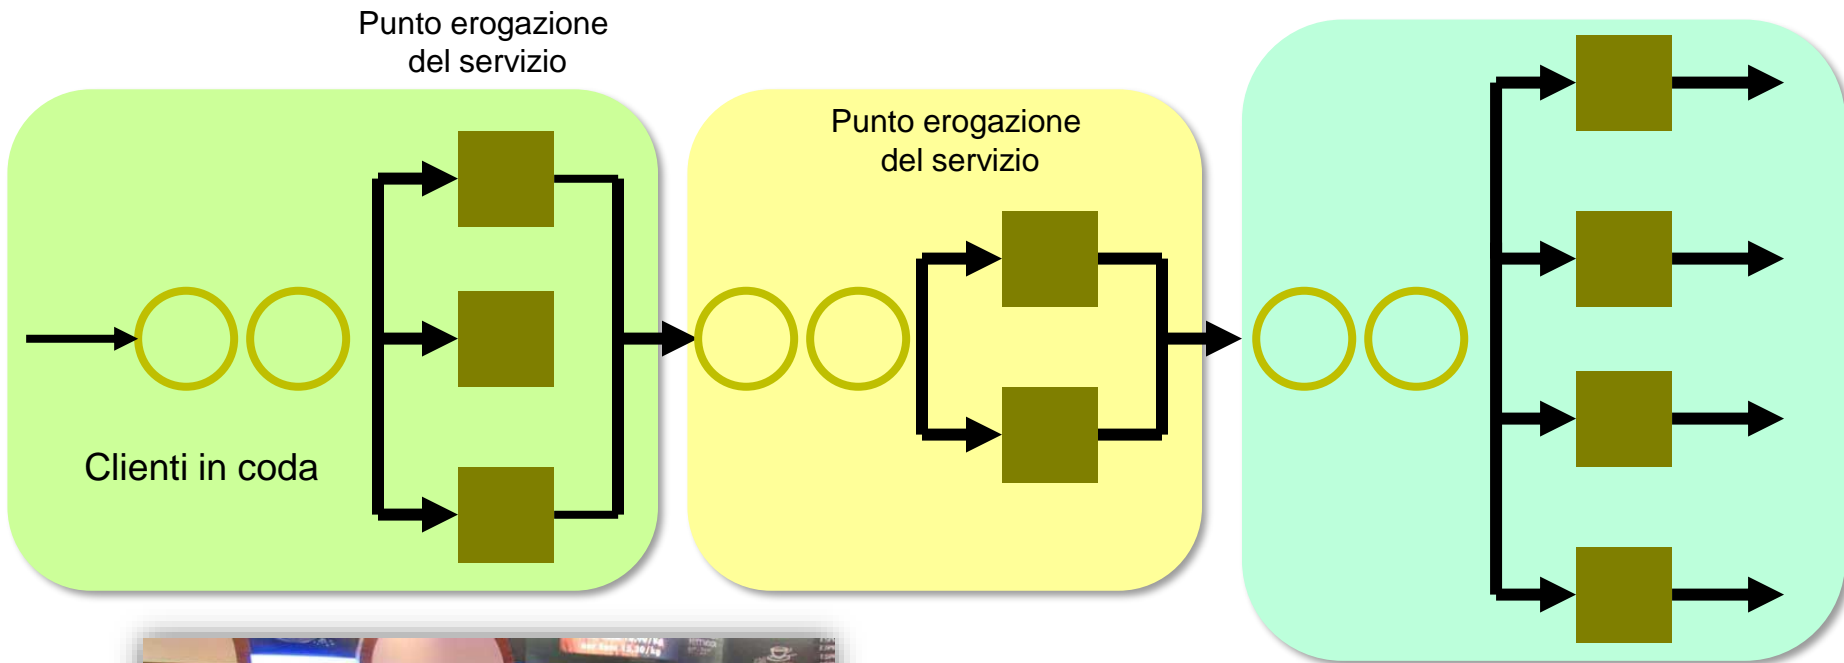 Punto erogazione
del servizio
Punto erogazione
del servizio
Clienti in coda